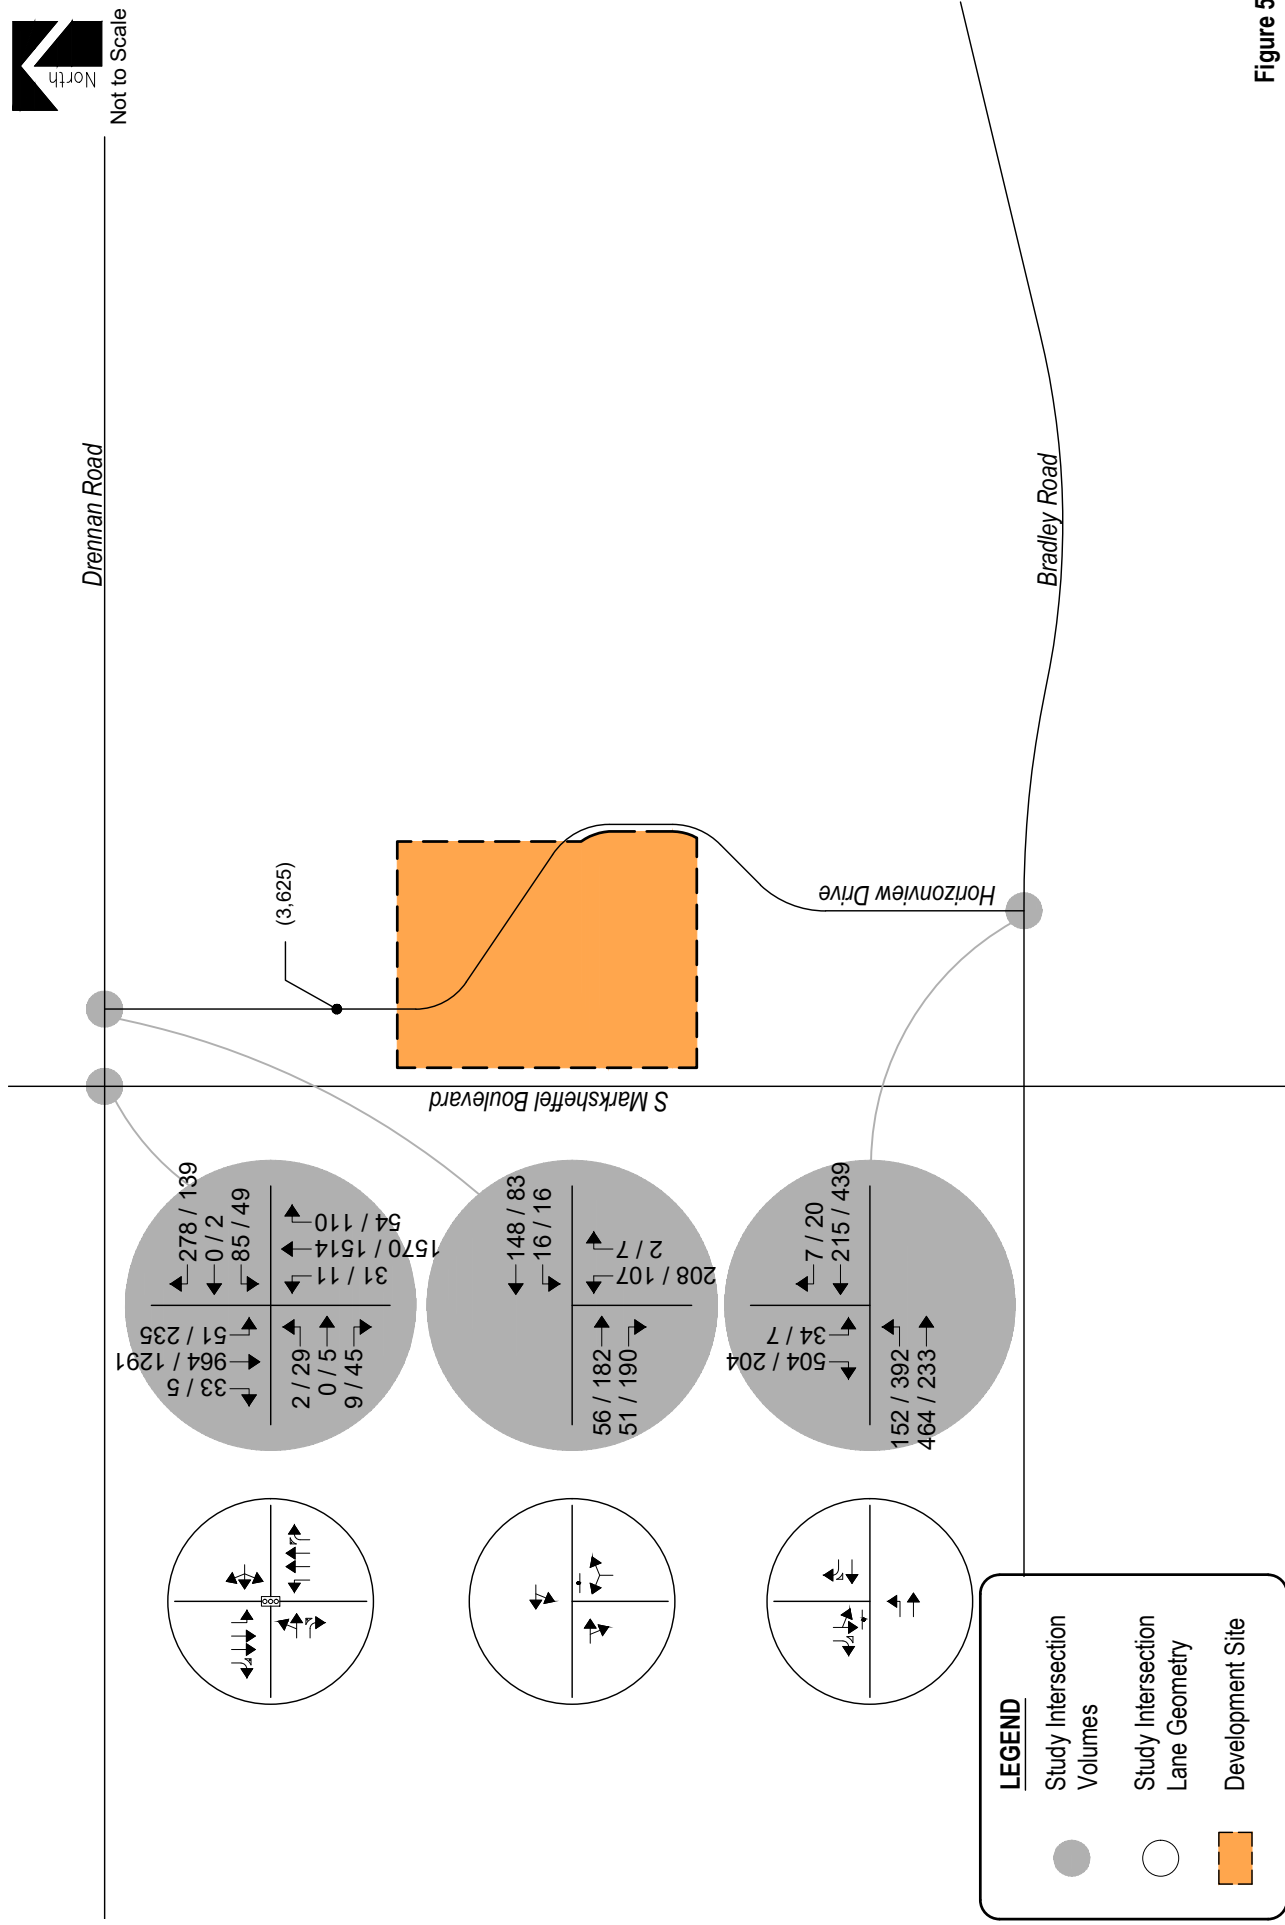 North
Not to Scale
Figure 5
Drennan Road
(3,625)
Horizonview Drive
Bradley Road
S Marksheffel Boulevard
278 / 139
0 / 2
85 / 49
54 / 110
1570 / 1514
31 / 11
51 / 235
964 / 1291
33 / 5
2 / 29
0 / 5
9 / 45
148 / 83
16 / 16
2 / 7
208 / 107
56 / 182
51 / 190
7 / 20
215 / 439
34 / 7
504 / 204
152 / 392
464 / 233
LEGEND
Study Intersection
Volumes
Study Intersection
Lane Geometry
Development Site